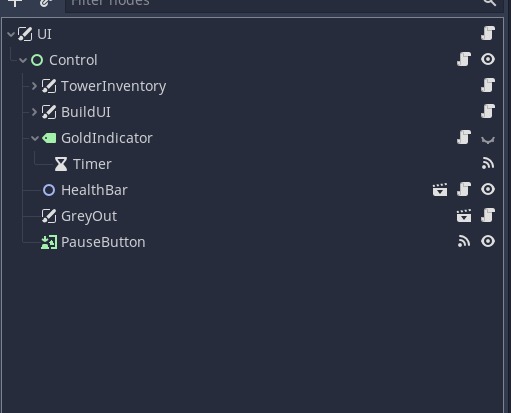 Filter nodes
UI
Control
TowerInventory
BuildUI
GoldIndicator
Timer
HealthBar
GreyOut
PauseButton